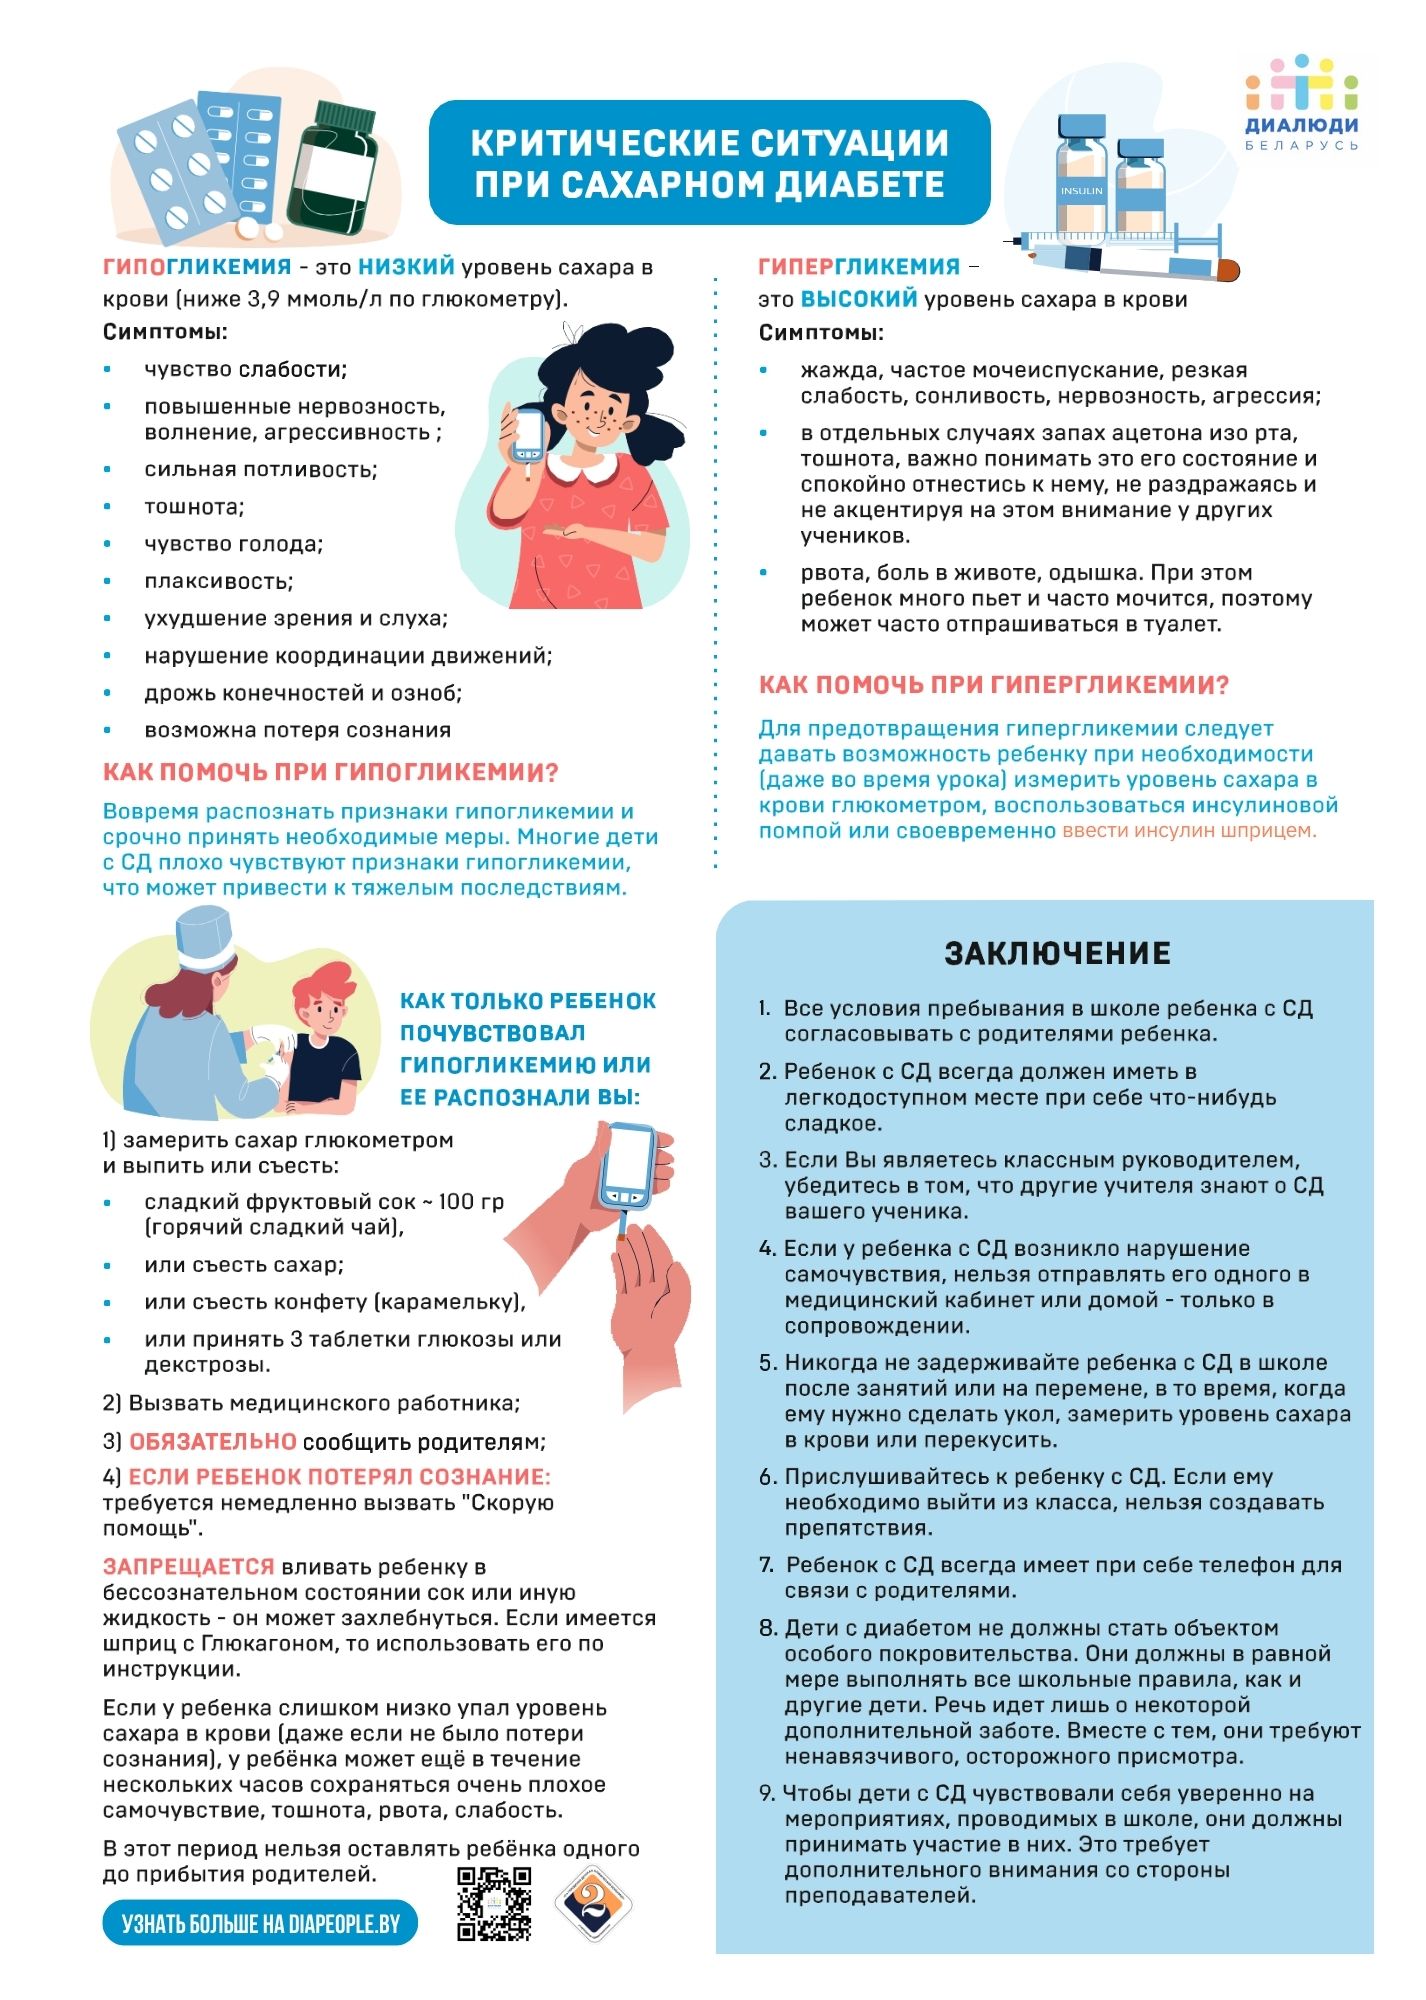 КРИТИЧЕСКИЕ СИТУАЦИИ
ПРИ САХАРНОМ ДИАБЕТЕ
INSULIN
ДИАЛЮДИ
БЕЛАРУСЬ
ГИПОГЛИКЕМИЯ - это НИЗКИЙ уровень сахара в
крови (ниже 3,9 ммоль/л по глюкометру).
Симптомы:
• чувство слабости;
• повышенные нервозность,
волнение, агрессивность ;
• сильная потливость;
• тошнота;
• чувство голода;
• плаксивость;
• ухудшение зрения и слуха;
• нарушение координации движений;
• дрожь конечностей и озноб;
• возможна потеря сознания
КАК ПОМОЧЬ ПРИ ГИПОГЛИКЕМИИ?
Вовремя распознать признаки гипогликемии и
срочно принять необходимые меры. Многие дети
с СД плохо чувствуют признаки гипогликемии,
что может привести к тяжелым последствиям.
КАК ТОЛЬКО РЕБЕНОК
ПОЧУВСТВОВАЛ
ГИПОГЛИКЕМИЮ ИЛИ
ЕЕ РАСПОЗНАЛИ ВЫ:
1) замерить сахар глюкометром
и выпить или съесть:
• сладкий фруктовый сок ~ 100 гр
(горячий сладкий чай),
• или съесть сахар;
• или съесть конфету (карамельку),
• или принять 3 таблетки глюкозы или
декстрозы.
2) Вызвать медицинского работника;
3) ОБЯЗАТЕЛЬНО сообщить родителям;
4) ЕСЛИ РЕБЕНОК ПОТЕРЯЛ СОЗНАНИЕ:
требуется немедленно вызвать "Скорую
помощь".
ЗАПРЕЩАЕТСЯ вливать ребенку в
бессознательном состоянии сок или иную
жидкость - он может захлебнуться. Если имеется
шприц с Глюкагоном, то использовать его по
инструкции.
Если у ребенка слишком низко упал уровень
сахара в крови (даже если не было потери
сознания), у ребёнка может ещё в течение
нескольких часов сохраняться очень плохое
самочувствие, тошнота, рвота, слабость.
В этот период нельзя оставлять ребёнка одного
до прибытия родителей.
УЗНАТЬ БОЛЬШЕ НА DIAPEOPLE.BY
2
ГИПЕРГЛИКЕМИЯ –
это ВЫСОКИЙ уровень сахара в крови
Симптомы:
• жажда, частое мочеиспускание, резкая
слабость, сонливость, нервозность, агрессия;
• в отдельных случаях запах ацетона изо рта,
тошнота, важно понимать это его состояние и
спокойно отнестись к нему, не раздражаясь и
не акцентируя на этом внимание у других
учеников.
• рвота, боль в животе, одышка. При этом
ребенок много пьет и часто мочится, поэтому
может часто отпрашиваться в туалет.
КАК ПОМОЧЬ ПРИ ГИПЕРГЛИКЕМИИ?
Для предотвращения гипергликемии следует
давать возможность ребенку при необходимости
(даже во время урока) измерить уровень сахара в
крови глюкометром, воспользоваться инсулиновой
помпой или своевременно ввести инсулин шприцем.
ЗАКЛЮЧЕНИЕ
1. Все условия пребывания в школе ребенка с СД
согласовывать с родителями ребенка.
2. Ребенок с СД всегда должен иметь в
легкодоступном месте при себе что-нибудь
сладкое.
3. Если Вы являетесь классным руководителем,
убедитесь в том, что другие учителя знают о СД
вашего ученика.
4. Если у ребенка с СД возникло нарушение
самочувствия, нельзя отправлять его одного в
медицинский кабинет или домой - только в
сопровождении.
5. Никогда не задерживайте ребенка с СД в школе
после занятий или на перемене, в то время, когда
ему нужно сделать укол, замерить уровень сахара
в крови или перекусить.
6. Прислушивайтесь к ребенку с СД. Если ему
необходимо выйти из класса, нельзя создавать
препятствия.
7. Ребенок с СД всегда имеет при себе телефон для
связи с родителями.
8. Дети с диабетом не должны стать объектом
особого покровительства. Они должны в равной
мере выполнять все школьные правила, как и
другие дети. Речь идет лишь о некоторой
дополнительной заботе. Вместе с тем, они требуют
ненавязчивого, осторожного присмотра.
9. Чтобы дети с СД чувствовали себя уверенно на
мероприятиях, проводимых в школе, они должны
принимать участие в них. Это требует
дополнительного внимания со стороны
преподавателей.